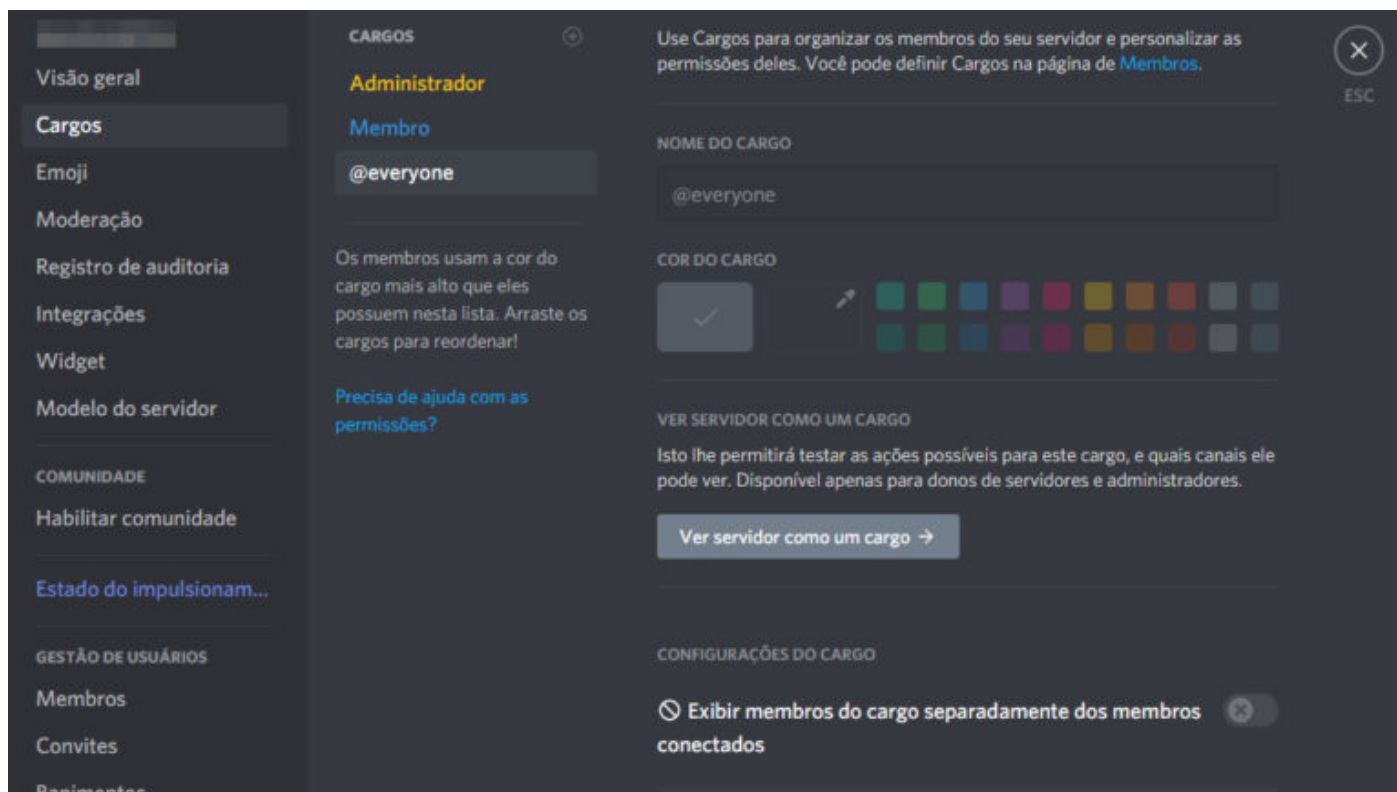 Visão geral
Cargos
Emoji
Moderação
Registro de auditoria
Integrações
Widget
Modelo do servidor
COMUNIDADE
Habilitar comunidade
Estado do impulsionam...
GESTÃO DE USUÁRIOS
Membros
Convites
Banimentos
CARGOS
Administrador
Membro
@everyone
Os membros usam a cor do
cargo mais alto que eles
possuem nesta lista. Arraste os
cargos para reordenar!
Precisa de ajuda com as
permissões?
Use Cargos para organizar os membros do seu servidor e personalizar as
permissões deles. Você pode definir Cargos na página de Membros.
NOME DO CARGO
@everyone
COR DO CARGO
VER SERVIDOR COMO UM CARGO
Isto lhe permitirá testar as ações possíveis para este cargo, e quais canais ele
pode ver. Disponível apenas para donos de servidores e administradores.
Ver servidor como um cargo →
CONFIGURAÇÕES DO CARGO
Exibir membros do cargo separadamente dos membros
conectados
ESC